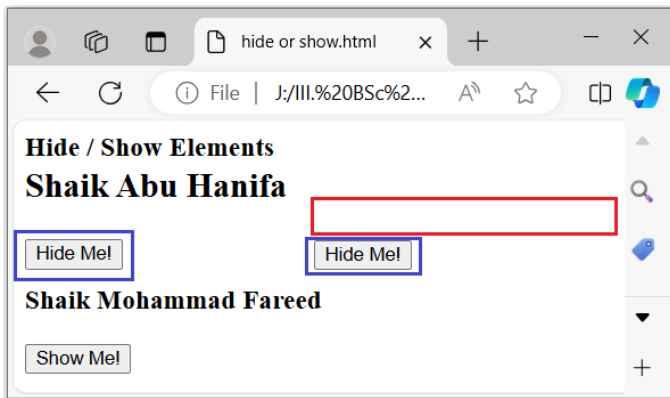 hide or show.html
File | J:/III.%20BSc%2...
Hide / Show Elements
Shaik Abu Hanifa
Hide Me! Hide Me!
Shaik Mohammad Fareed
Show Me!